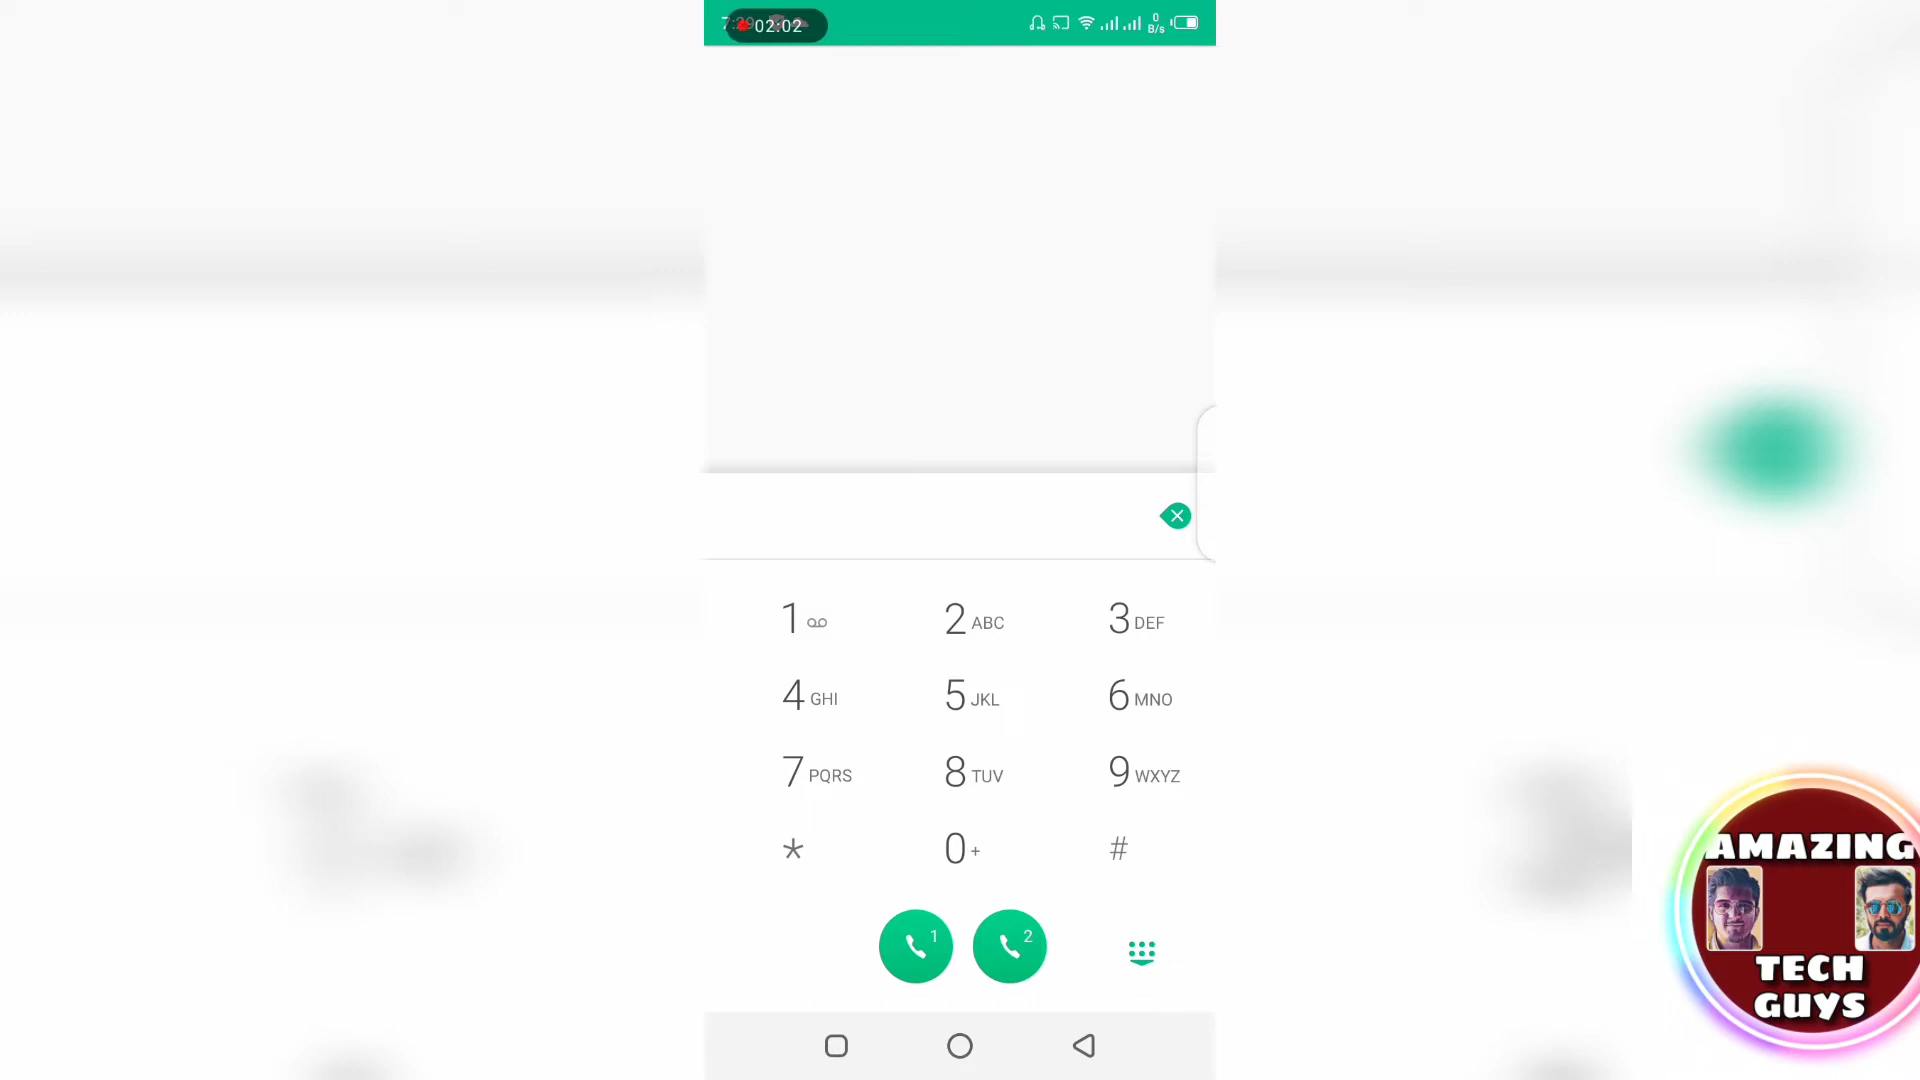 02:02
0
B/s
1
2 ABC
3 DEF
4 GHI
5 JKL
6 MNO
7 PQRS
8 TUV
9 WXYZ
*
0 +
#
1
2
AMAZING
TECH
GUYS